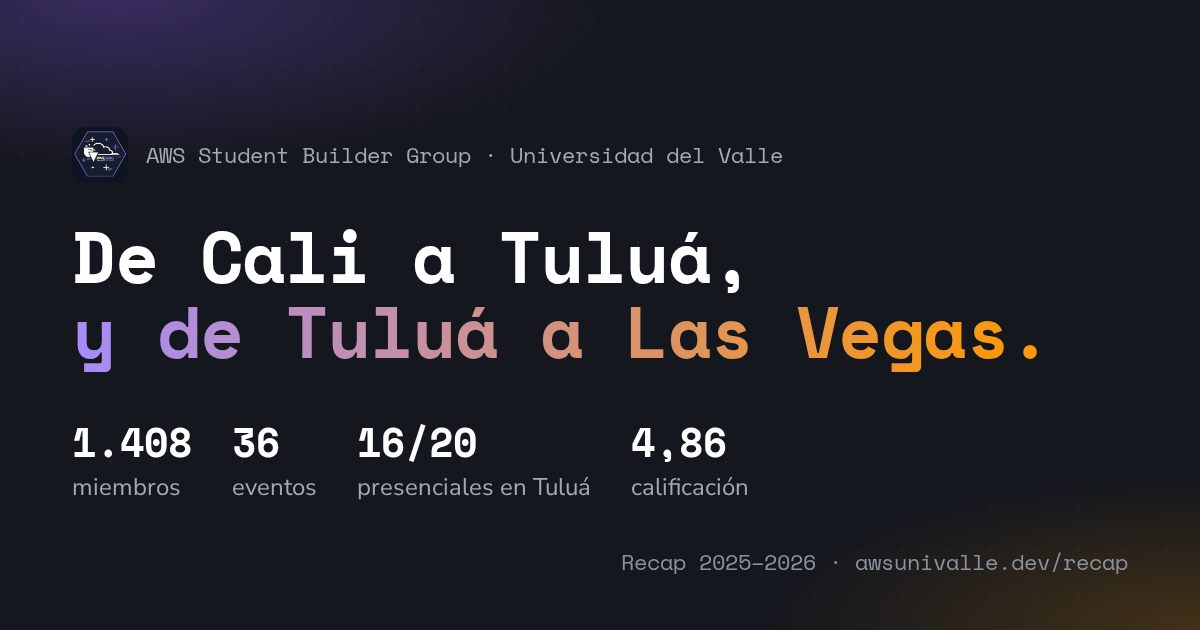 AWS Student Builder Group · Universidad del Valle
De Cali a Tuluá,
y de Tuluá a Las Vegas.
1.408 36 16/20 4,86
miembros eventos presenciales en Tuluá calificación
Recap 2025–2026 · awsunivalle.dev/recap